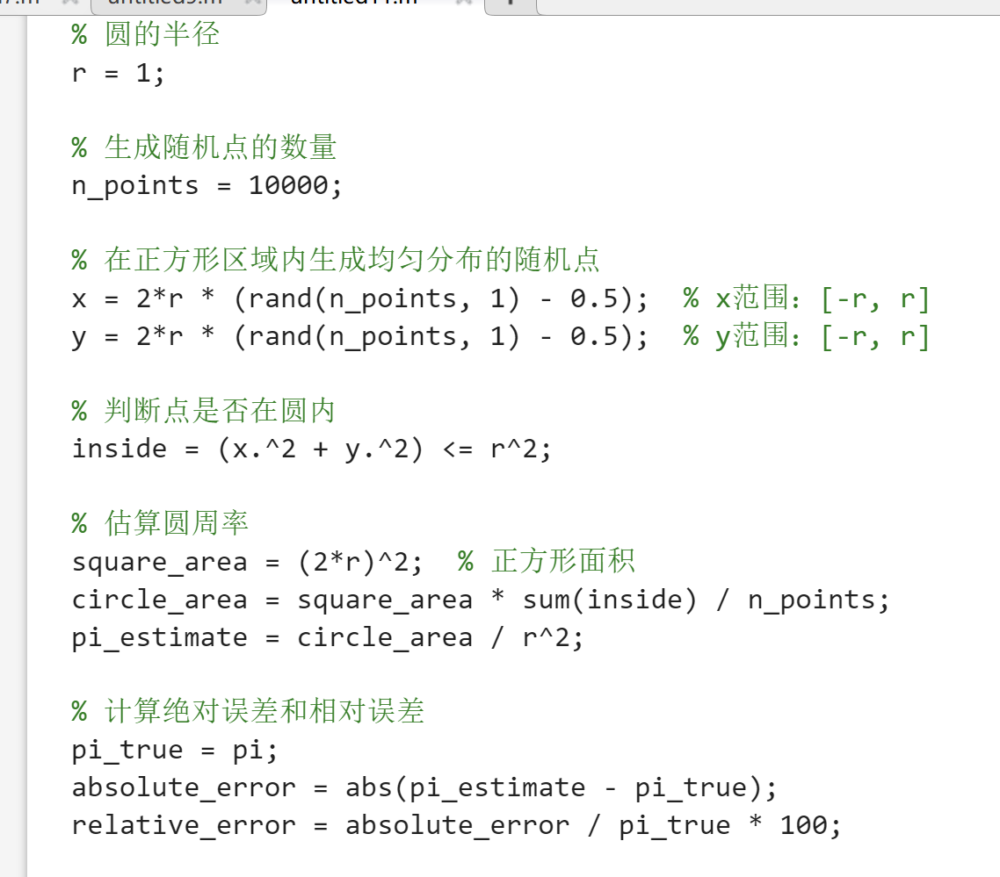 % 圆的半径
r = 1;
% 生成随机点的数量
n_points = 10000;
% 在正方形区域内生成均匀分布的随机点
x = 2*r * (rand(n_points, 1) - 0.5);  % x范围：[-r, r]
y = 2*r * (rand(n_points, 1) - 0.5);  % y范围：[-r, r]
% 判断点是否在圆内
inside = (x.^2 + y.^2) <= r^2;
% 估算圆周率
square_area = (2*r)^2;  % 正方形面积
circle_area = square_area * sum(inside) / n_points;
pi_estimate = circle_area / r^2;
% 计算绝对误差和相对误差
pi_true = pi;
absolute_error = abs(pi_estimate - pi_true);
relative_error = absolute_error / pi_true * 100;